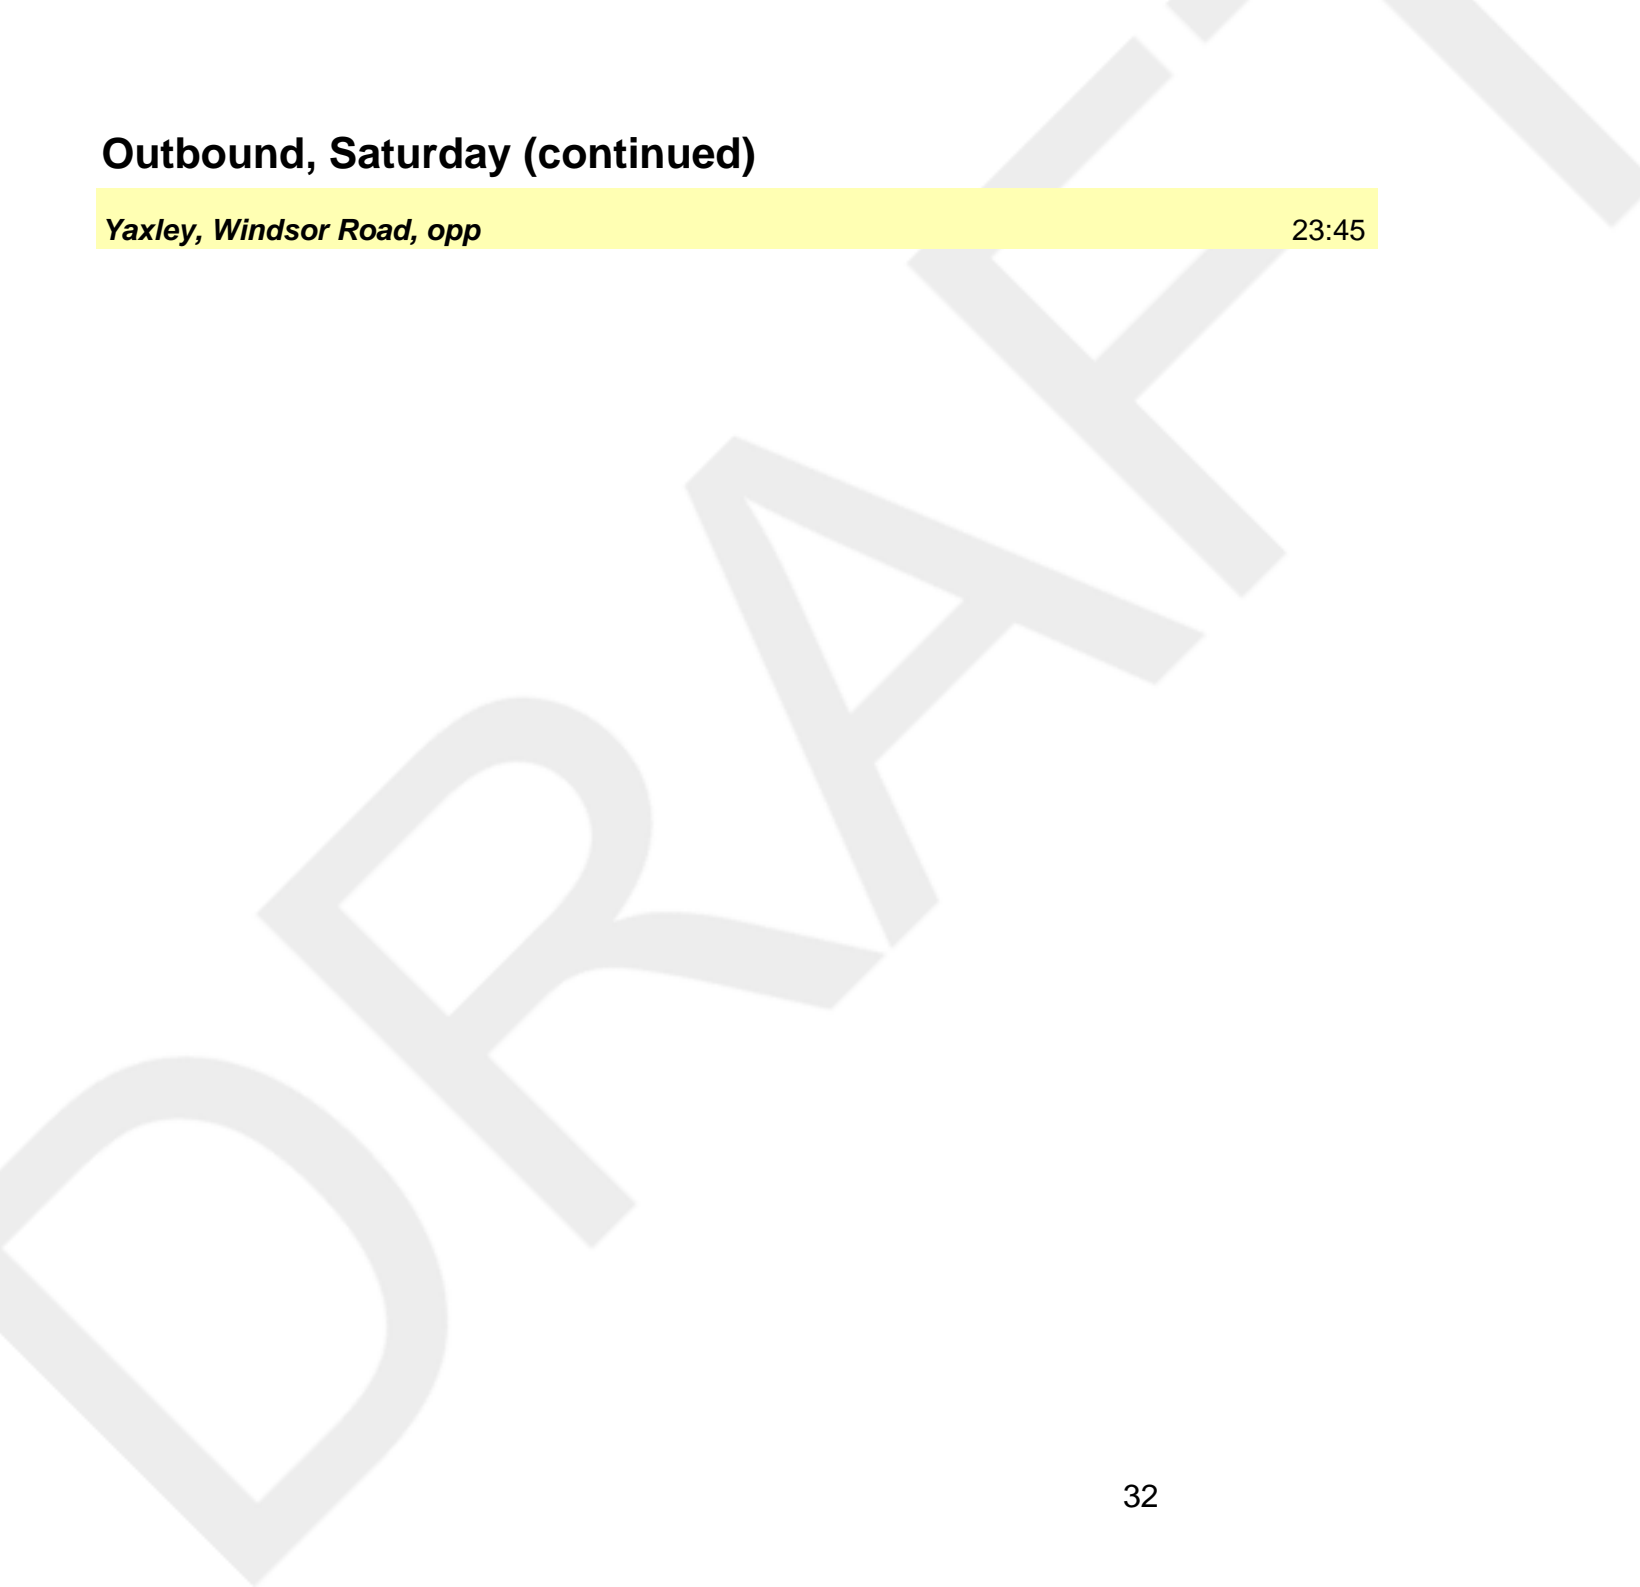 Outbound, Saturday (continued)
Yaxley, Windsor Road, opp 23:45
DRAFT
32